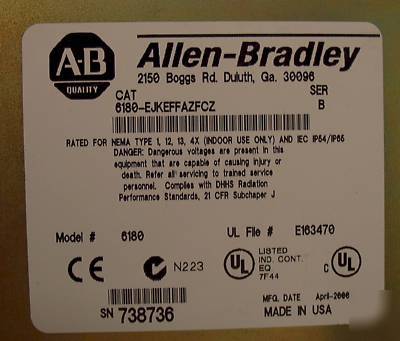 A-B
QUALITY
Allen-Bradley
2150 Boggs Rd. Duluth, Ga. 30096
CAT SER
6180-EJKEFFAZFCZ B
RATED FOR NEMA TYPE 1, 12, 13, 4X (INDOOR USE ONLY) AND IEC IP54/IP65
DANGER: Dangerous voltages are present in this
equipment that are capable of causing injury or
death. Refer all servicing to trained service
personnel. Complies with DHHS Radiation
Performance Standards, 21 CFR Subchaper J
Model # 6180 UL File # E163470
CE N223 UL LISTED
IND. CONT.
EQ
7F44
C UL
MFG. DATE April-2000
SN 738736 MADE IN USA